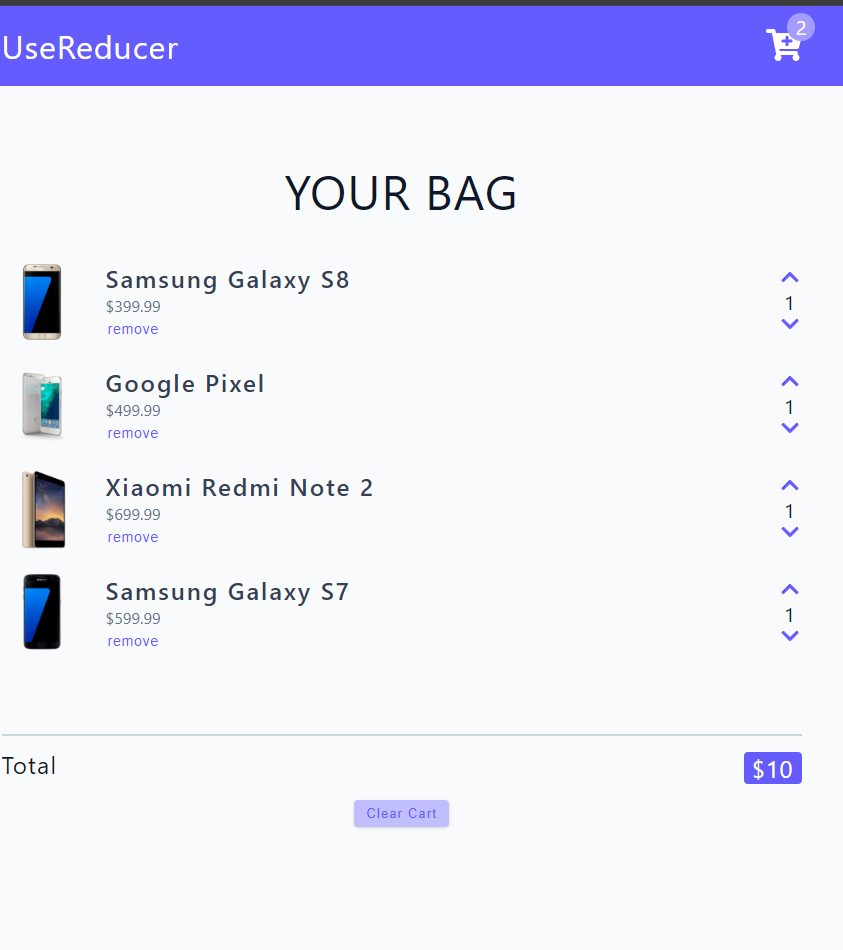 UseReducer
2
YOUR BAG
Samsung Galaxy S8
$399.99
remove
1
Google Pixel
$499.99
remove
1
Xiaomi Redmi Note 2
$699.99
remove
1
Samsung Galaxy S7
$599.99
remove
1
Total
$10
Clear Cart